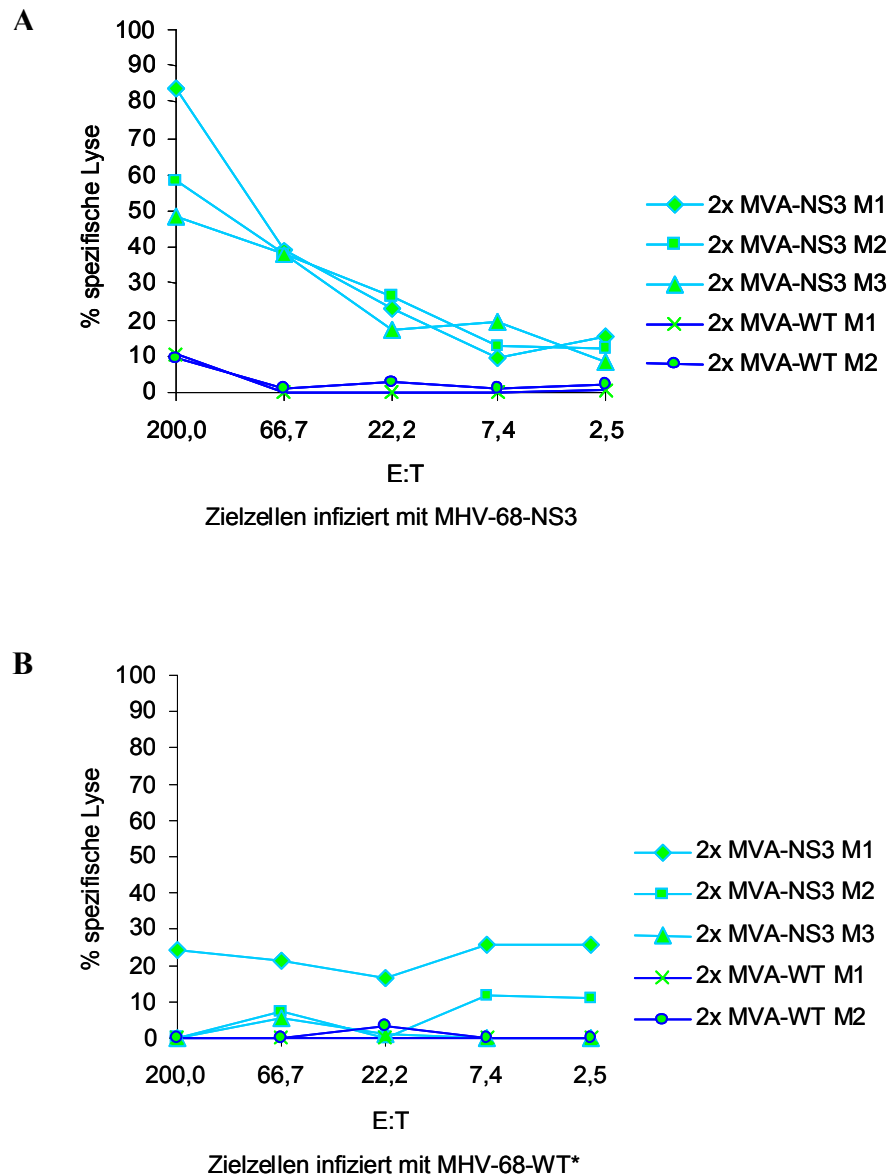 A
100
90
80
70
60
50
40
30
20
10
0
% spezifische Lyse
200,0 66,7 22,2 7,4 2,5
E:T
Zielzellen infiziert mit MHV-68-NS3
2x MVA-NS3 M1
2x MVA-NS3 M2
2x MVA-NS3 M3
2x MVA-WT M1
2x MVA-WT M2
B
100
90
80
70
60
50
40
30
20
10
0
% spezifische Lyse
200,0 66,7 22,2 7,4 2,5
E:T
Zielzellen infiziert mit MHV-68-WT*
2x MVA-NS3 M1
2x MVA-NS3 M2
2x MVA-NS3 M3
2x MVA-WT M1
2x MVA-WT M2